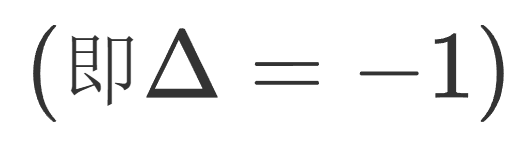 (即Δ = −1)